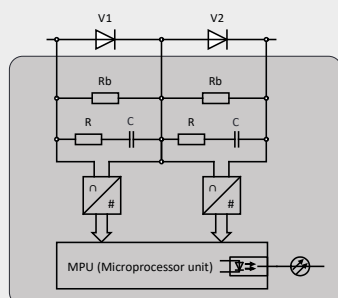 V1 V2
Rb Rb
R C R C
∩ ∩
# #
MPU (Microprocessor unit)